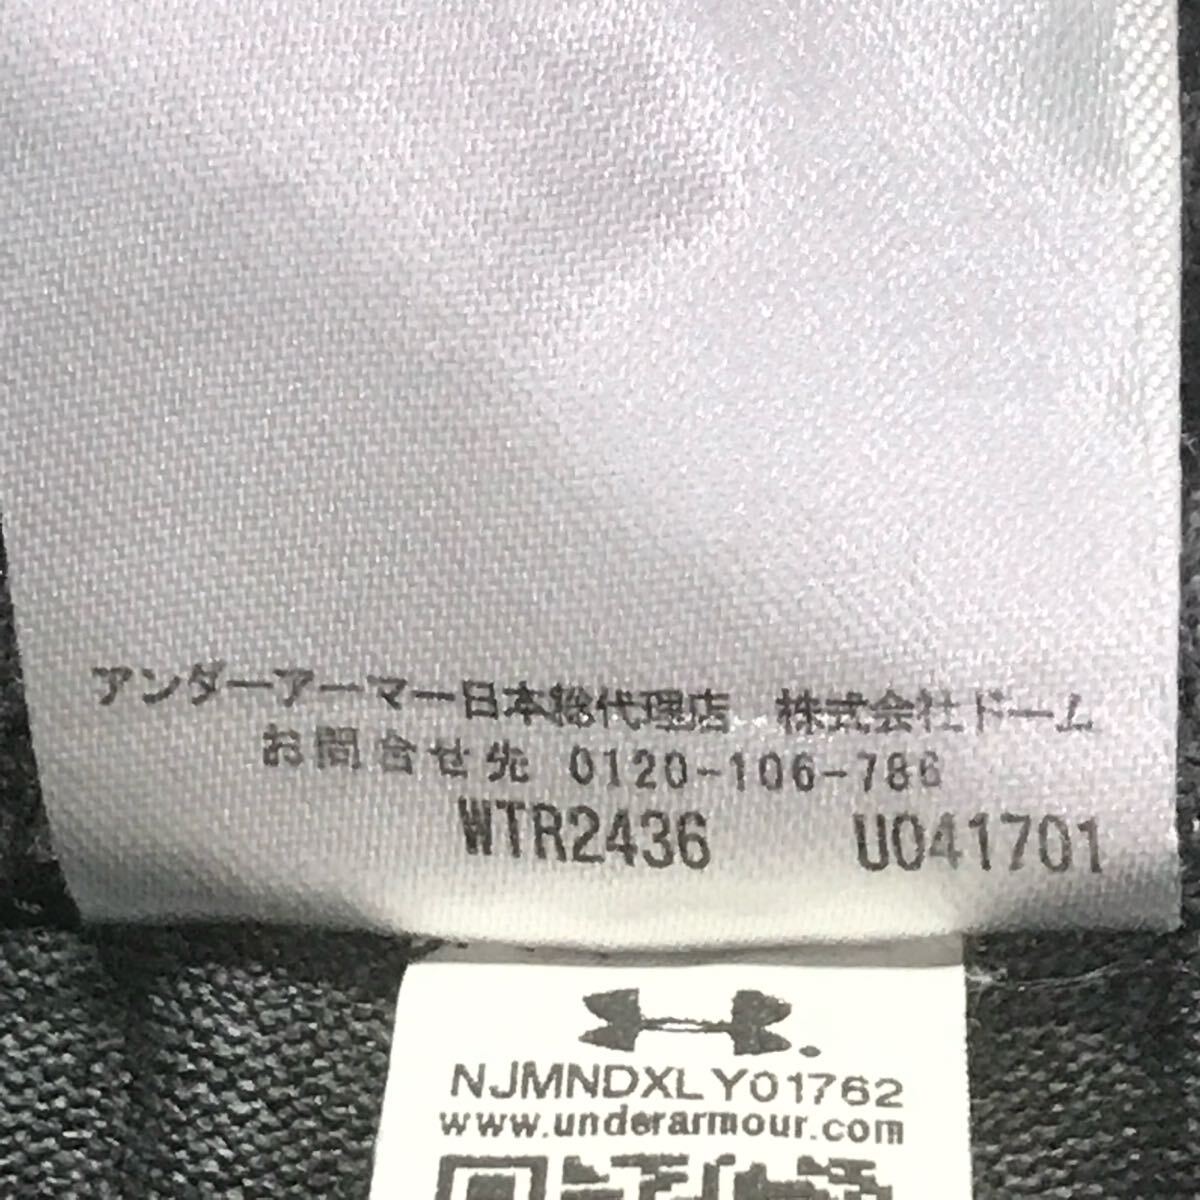 アンダーアーマー日本総代理店　株式会社ドーム
お問合せ先 0120-106-786
WTR2436 U041701
NJMNDXLY01762
www.underarmour.com